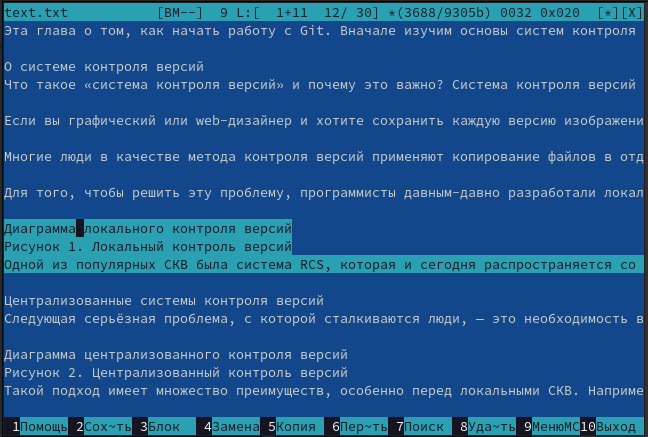 text.txt [BM--] 9 L:[ 1+11 12/ 30] *(3688/9305b) 0032 0x020 [*][X]
Эта глава о том, как начать работу с Git. Вначале изучим основы систем контроля
О системе контроля версий
Что такое «система контроля версий» и почему это важно? Система контроля версий
Если вы графический или web-дизайнер и хотите сохранить каждую версию изображени
Многие люди в качестве метода контроля версий применяют копирование файлов в отд
Для того, чтобы решить эту проблему, программисты давным-давно разработали локал
Диаграмма локального контроля версий
Рисунок 1. Локальный контроль версий
Одной из популярных СКВ была система RCS, которая и сегодня распространяется со
Централизованные системы контроля версий
Следующая серьёзная проблема, с которой сталкиваются люди, — это необходимость в
Диаграмма централизованного контроля версий
Рисунок 2. Централизованный контроль версий
Такой подход имеет множество преимуществ, особенно перед локальными СКВ. Наприме
1Помощь 2Сох~ть 3Блок 4Замена 5Копия 6Пер~ть 7Поиск 8Уда~ть 9МенюMC 10Выход